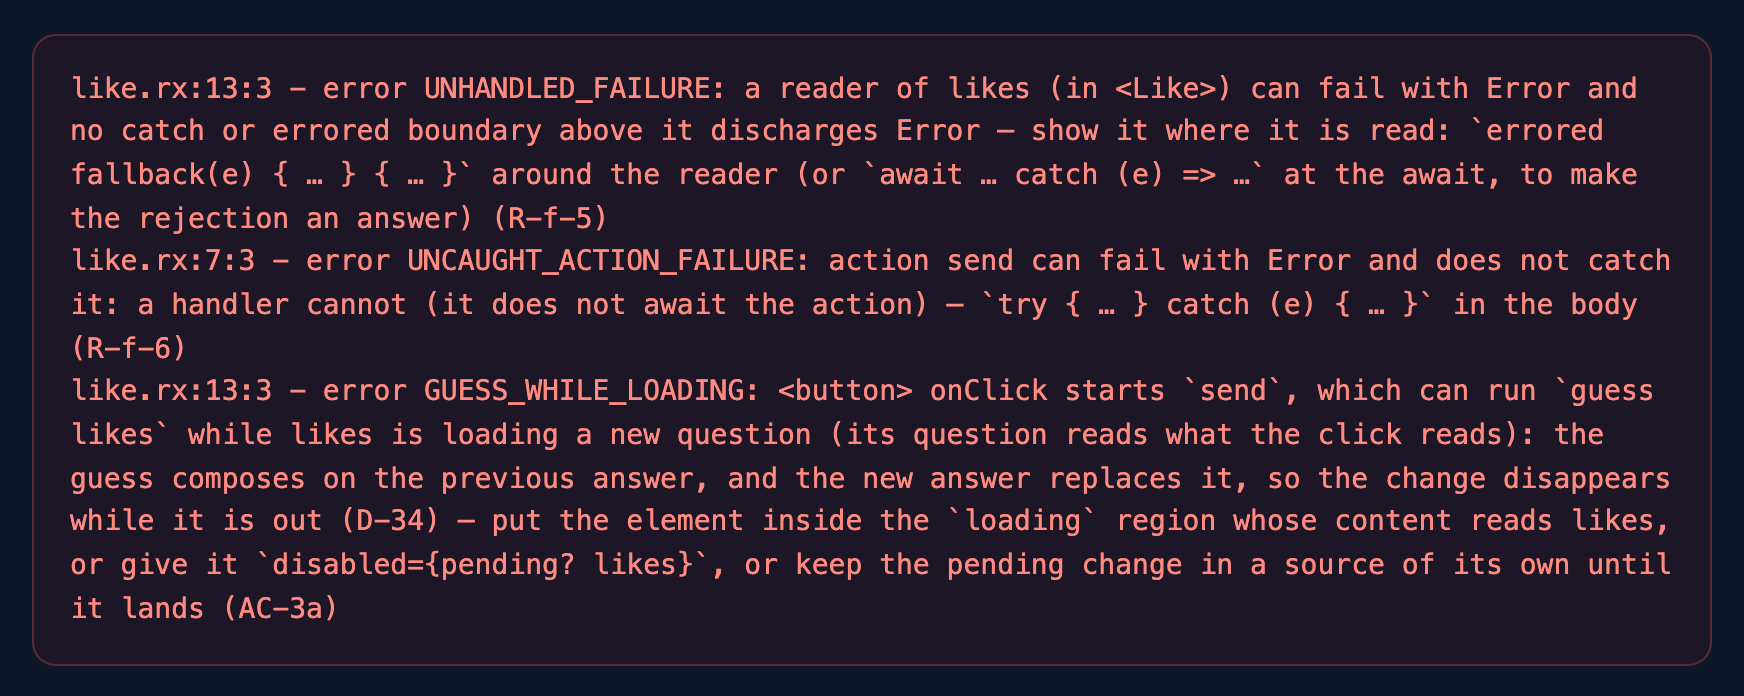 like.rx:13:3 – error UNHANDLED_FAILURE: a reader of likes (in <Like>) can fail with Error and
no catch or errored boundary above it discharges Error — show it where it is read: `errored
fallback(e) { … } { … }` around the reader (or `await … catch (e) => …` at the await, to make
the rejection an answer) (R-f-5)
like.rx:7:3 – error UNCAUGHT_ACTION_FAILURE: action send can fail with Error and does not catch
it: a handler cannot (it does not await the action) — `try { … } catch (e) { … }` in the body
(R-f-6)
like.rx:13:3 – error GUESS_WHILE_LOADING: <button> onClick starts `send`, which can run `guess
likes` while likes is loading a new question (its question reads what the click reads): the
guess composes on the previous answer, and the new answer replaces it, so the change disappears
while it is out (D-34) — put the element inside the `loading` region whose content reads likes,
or give it `disabled={pending? likes}`, or keep the pending change in a source of its own until
it lands (AC-3a)